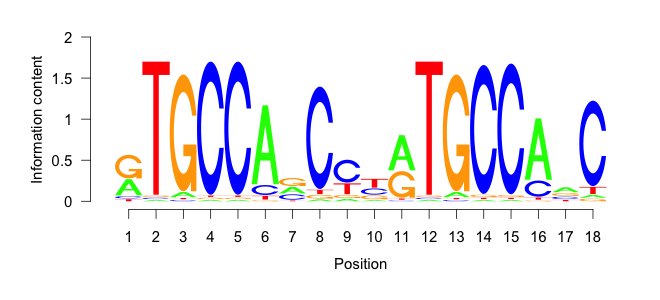 Information content
2
1.5
1
0.5
0
G T G C C A G C C T A T G C C A A C
A A C A T T C G C C T
C T
1 2 3 4 5 6 7 8 9 10 11 12 13 14 15 16 17 18
Position